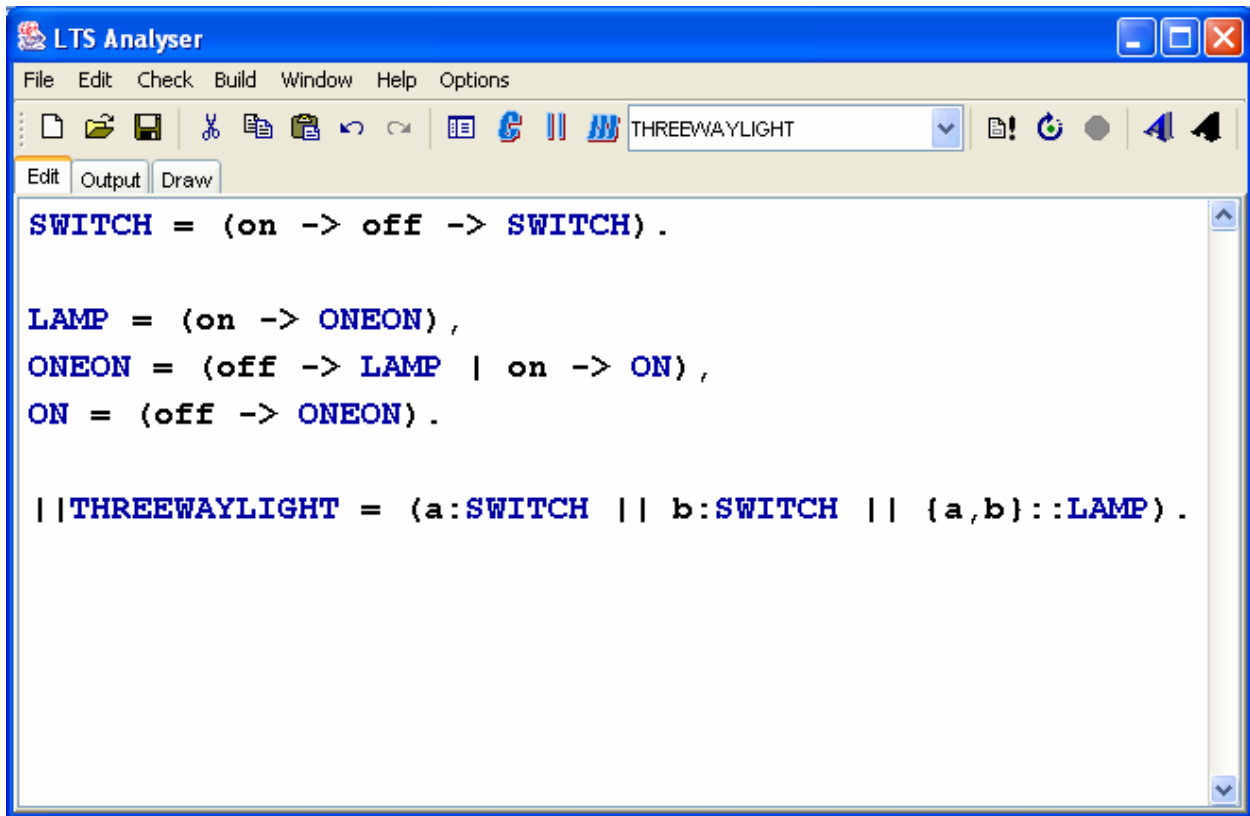 LTS Analyser
File Edit Check Build Window Help Options
THREEWAYLIGHT
Edit Output Draw
SWITCH = (on -> off -> SWITCH).
LAMP = (on -> ONEON),
ONEON = (off -> LAMP | on -> ON),
ON = (off -> ONEON).
||THREEWAYLIGHT = (a:SWITCH || b:SWITCH || {a,b}::LAMP).